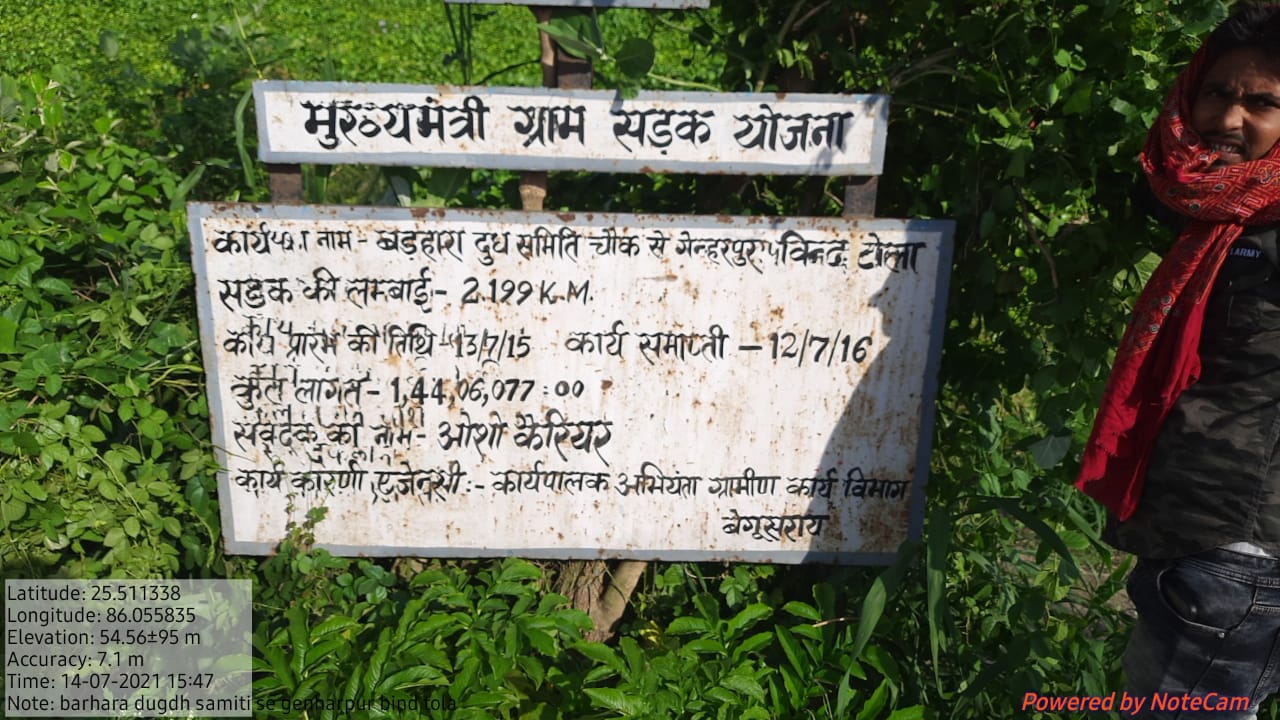 मुख्यमंत्री ग्राम सड़क योजना
नाम - बड़हारा दुध समिति चौक से गेन्हरपुर टोला
सड़क की लम्बाई:- 2.199 K.M.
कार्य प्रारंभ की तिथि - 13/7/15 कार्य समाप्ती - 12/7/16
कुल लागत - 1,44,06,077:00
की नाम - ओशो कैरियर
कार्य कारणी एजेन्सी:- कार्यपालक अभियंता ग्रामीण कार्य विभाग
बेगूसराय
ARMY
Latitude: 25.511338
Longitude: 86.055835
Elevation: 54.56±95 m
Accuracy: 7.1 m
Time: 14-07-2021 15:47
Note: barhara dugdh samiti se genharpur bind tola
Powered by NoteCam